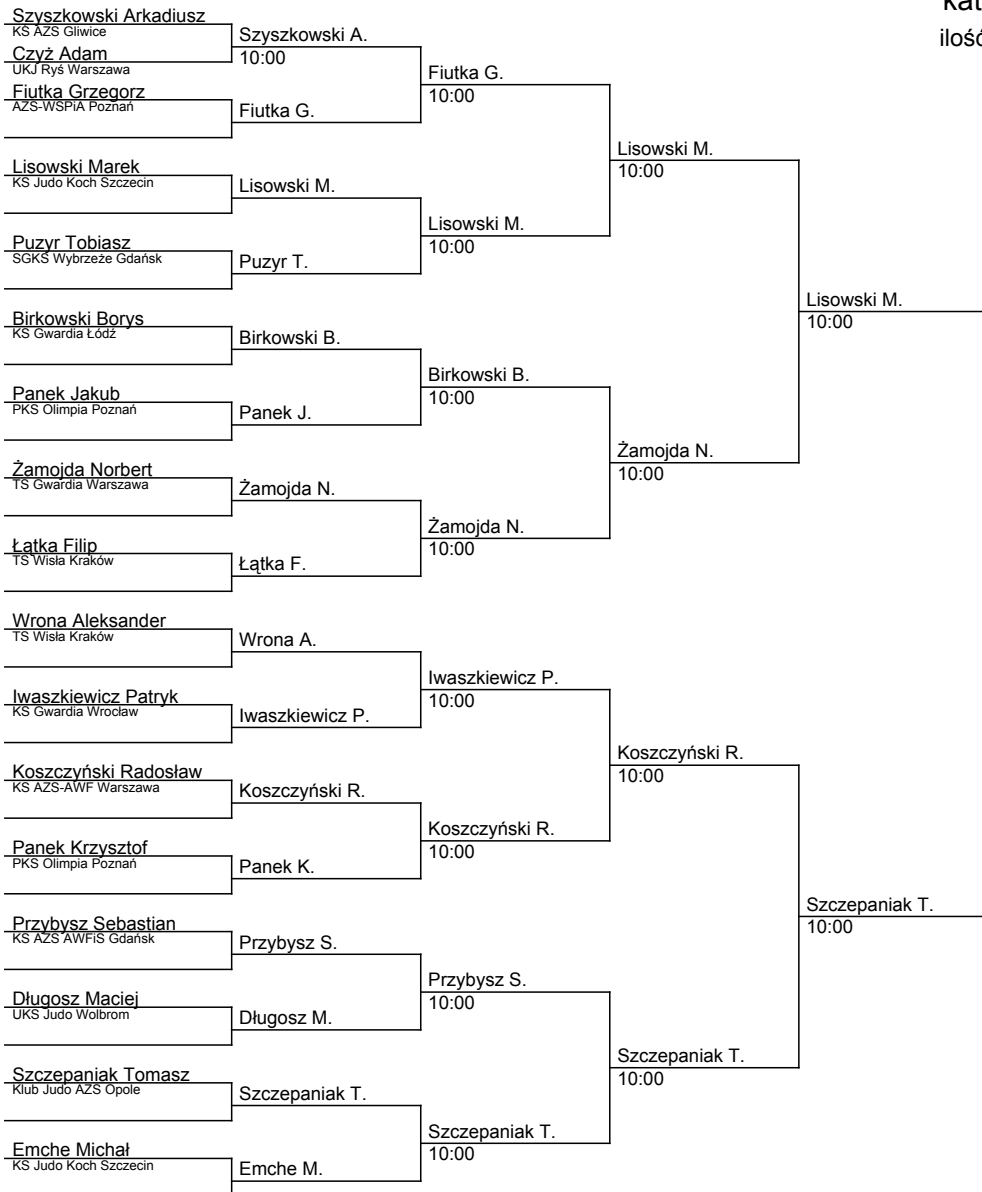 kat
ilość
Szyszkowski Arkadiusz
KS AZS Gliwice
Czyż Adam
UKJ Ryś Warszawa
Fiutka Grzegorz
AZS-WSPiA Poznań
Lisowski Marek
KS Judo Koch Szczecin
Puzyr Tobiasz
SGKS Wybrzeże Gdańsk
Birkowski Borys
KS Gwardia Łódź
Panek Jakub
PKS Olimpia Poznań
Żamojda Norbert
TS Gwardia Warszawa
Łątka Filip
TS Wisła Kraków
Wrona Aleksander
TS Wisła Kraków
Iwaszkiewicz Patryk
KS Gwardia Wrocław
Koszczyński Radosław
KS AZS-AWF Warszawa
Panek Krzysztof
PKS Olimpia Poznań
Przybysz Sebastian
KS AZS AWFiS Gdańsk
Długosz Maciej
UKS Judo Wolbrom
Szczepaniak Tomasz
Klub Judo AZS Opole
Emche Michał
KS Judo Koch Szczecin
Szyszkowski A.
10:00
Fiutka G.
Lisowski M.
Puzyr T.
Birkowski B.
Panek J.
Żamojda N.
Łątka F.
Wrona A.
Iwaszkiewicz P.
Koszczyński R.
Panek K.
Przybysz S.
Długosz M.
Szczepaniak T.
Emche M.
Fiutka G.
10:00
Lisowski M.
10:00
Birkowski B.
10:00
Żamojda N.
10:00
Iwaszkiewicz P.
10:00
Koszczyński R.
10:00
Przybysz S.
10:00
Szczepaniak T.
10:00
Lisowski M.
10:00
Żamojda N.
10:00
Koszczyński R.
10:00
Szczepaniak T.
10:00
Lisowski M.
10:00
Szczepaniak T.
10:00